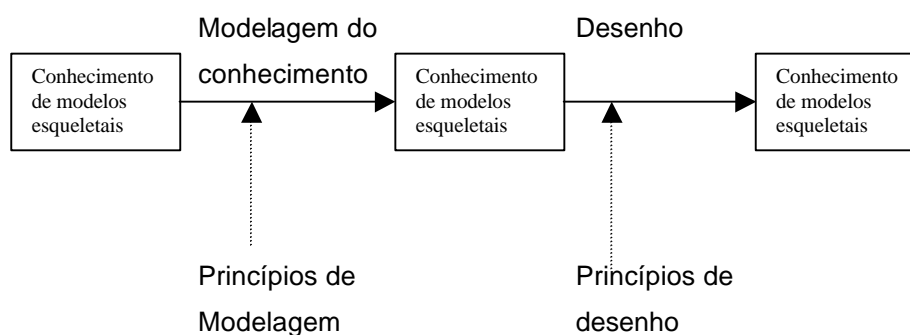 Modelagem do
conhecimento
Desenho
Conhecimento
de modelos
esqueletais
Conhecimento
de modelos
esqueletais
Conhecimento
de modelos
esqueletais
Princípios de
Modelagem
Princípios de
desenho